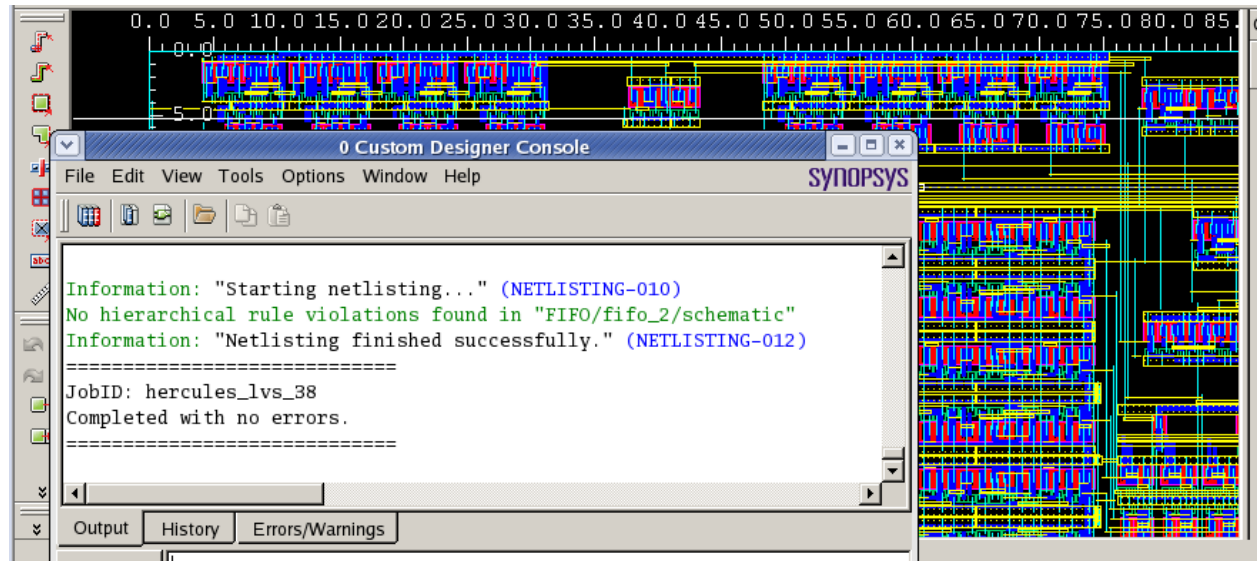 0.0 5.0 10.0 15.0 20.0 25.0 30.0 35.0 40.0 45.0 50.0 55.0 60.0 65.0 70.0 75.0 80.0 85.
0.0
5.0
0 Custom Designer Console
File Edit View Tools Options Window Help
SYNOPSYS
abc
Information: "Starting netlisting..." (NETLISTING-010)
No hierarchical rule violations found in "FIFO/fifo_2/schematic"
Information: "Netlisting finished successfully." (NETLISTING-012)
=============================
JobID: hercules_lvs_38
Completed with no errors.
=============================
Output History Errors/Warnings